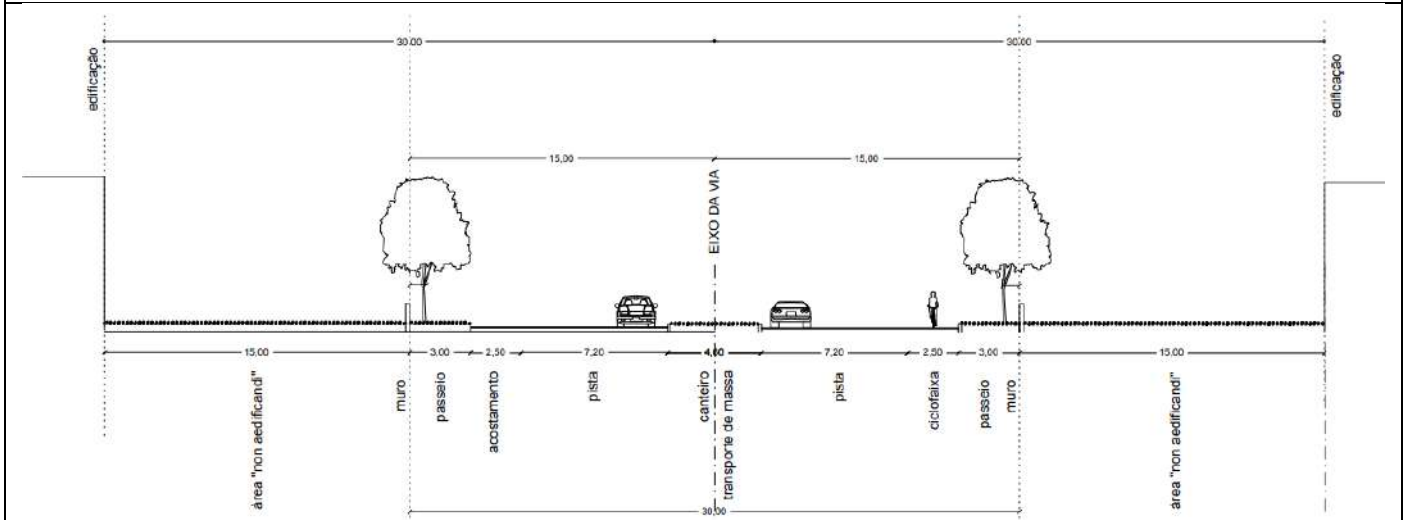 30,00
30,00
edificação
edificação
15,00
15,00
EIXO DA VIA
15,00
3,00
2,50
7,20
4,60
7,20
2,50
3,00
15,00
área "non aedificandi"
muro
passeio
acostamento
pista
canteiro
transporte de massa
pista
ciclofaixa
passeio
muro
área "non aedificandi"
30,00